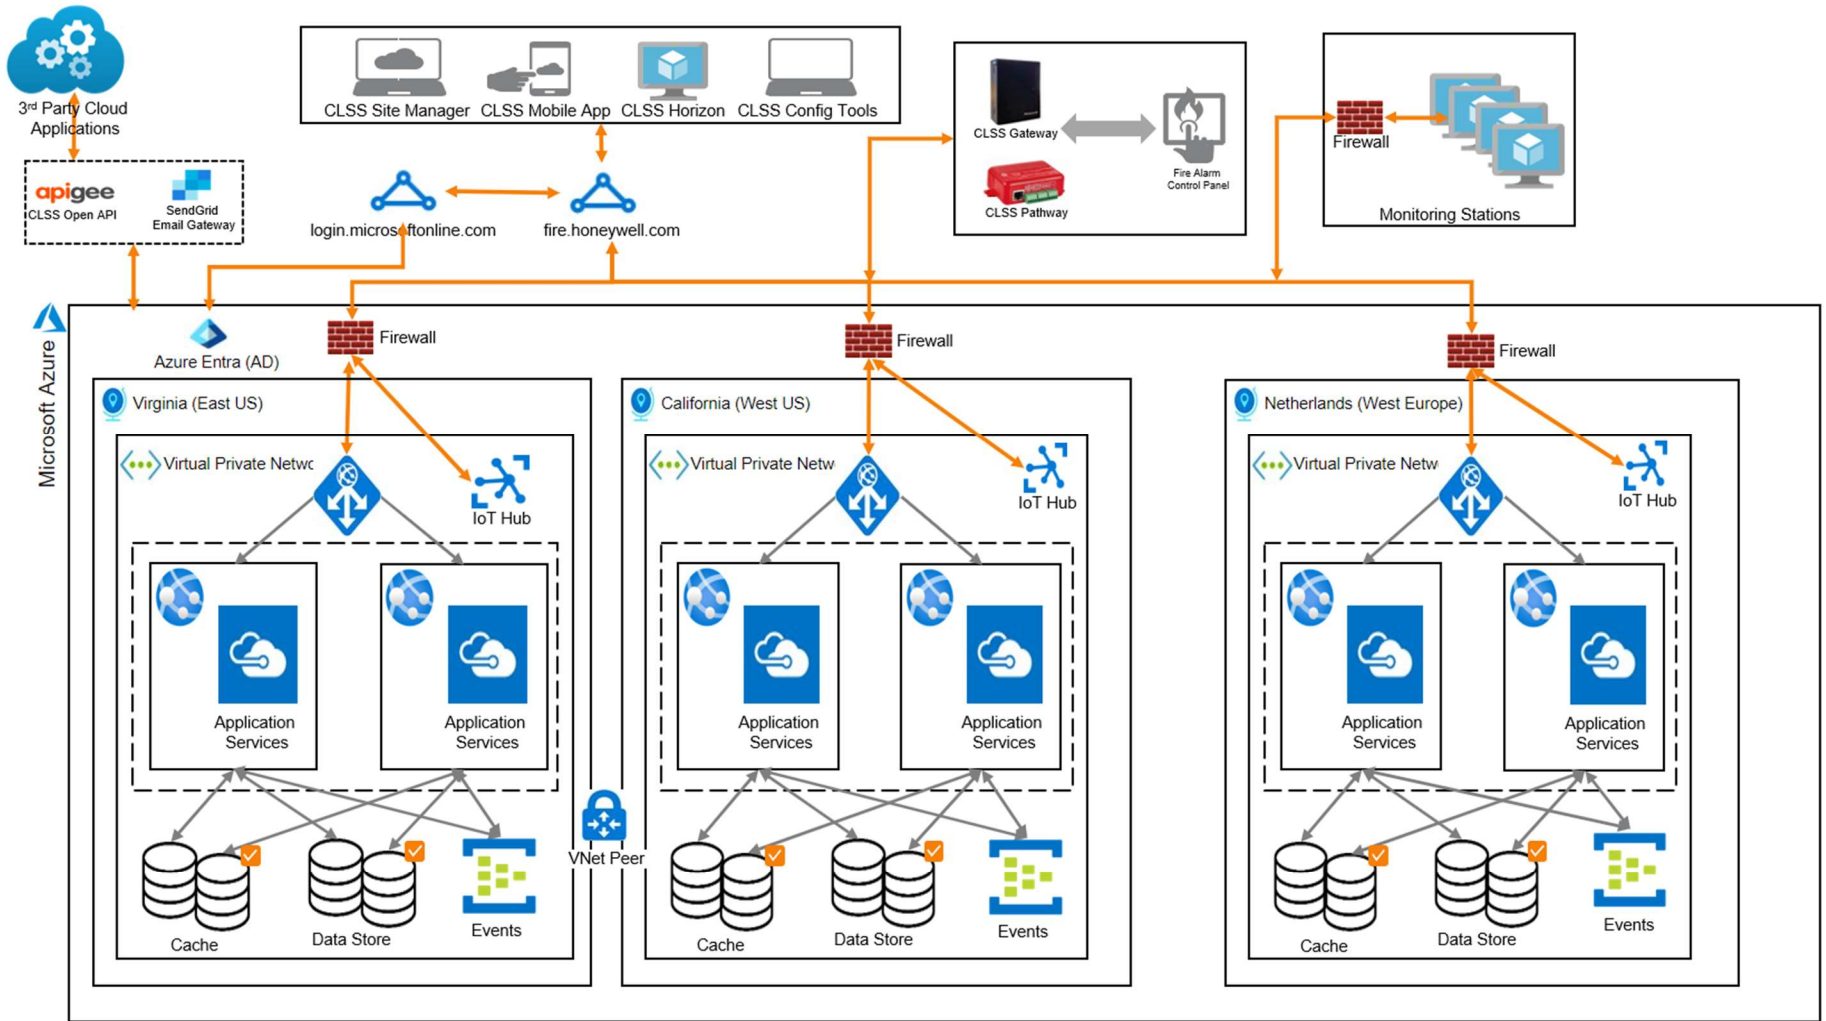 3rd Party Cloud
Applications
apigee
CLSS Open API
SendGrid
Email Gateway
CLSS Site Manager
CLSS Mobile App
CLSS Horizon
CLSS Config Tools
login.microsoftonline.com
fire.honeywell.com
CLSS Gateway
CLSS Pathway
Fire Alarm
Control Panel
Firewall
Monitoring Stations
Microsoft Azure
Azure Entra (AD)
Firewall
Firewall
Firewall
Virginia (East US)
Virtual Private Netwo
IoT Hub
Application
Services
Application
Services
Cache
Data Store
Events
VNet Peer
California (West US)
Virtual Private Netw
IoT Hub
Application
Services
Application
Services
Cache
Data Store
Events
Netherlands (West Europe)
Virtual Private Netw
IoT Hub
Application
Services
Application
Services
Cache
Data Store
Events